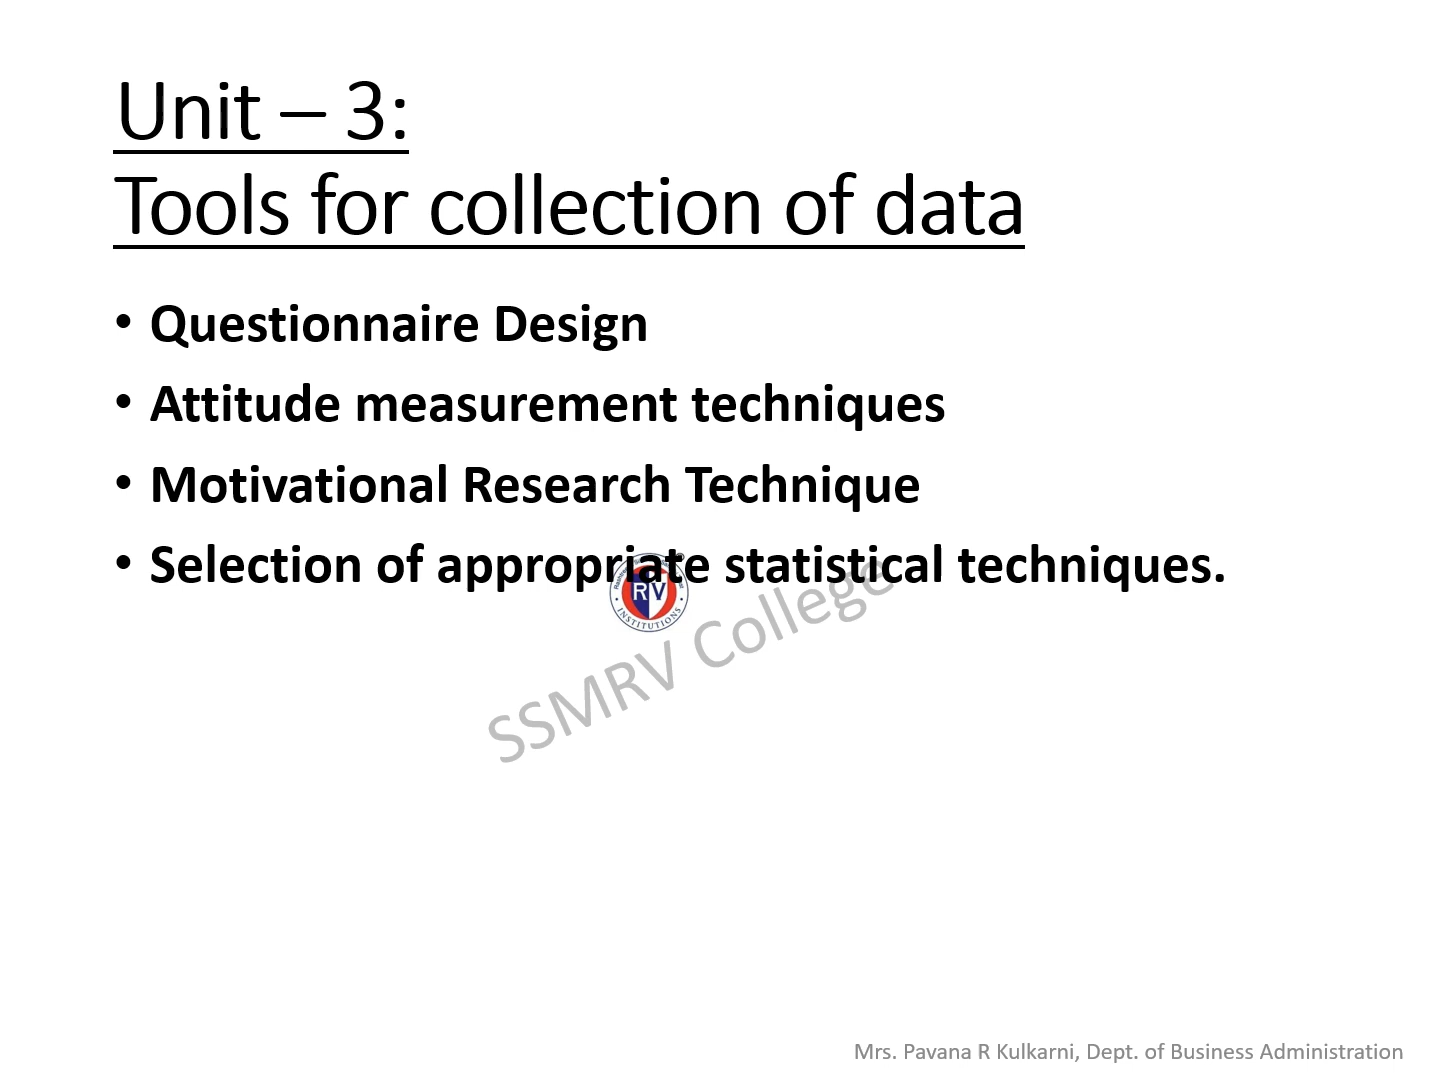 Unit – 3:
Tools for collection of data
• Questionnaire Design
• Attitude measurement techniques
• Motivational Research Technique
• Selection of appropriate statistical techniques.
RV
INSTITUTIONS
SSMRV College
Mrs. Pavana R Kulkarni, Dept. of Business Administration